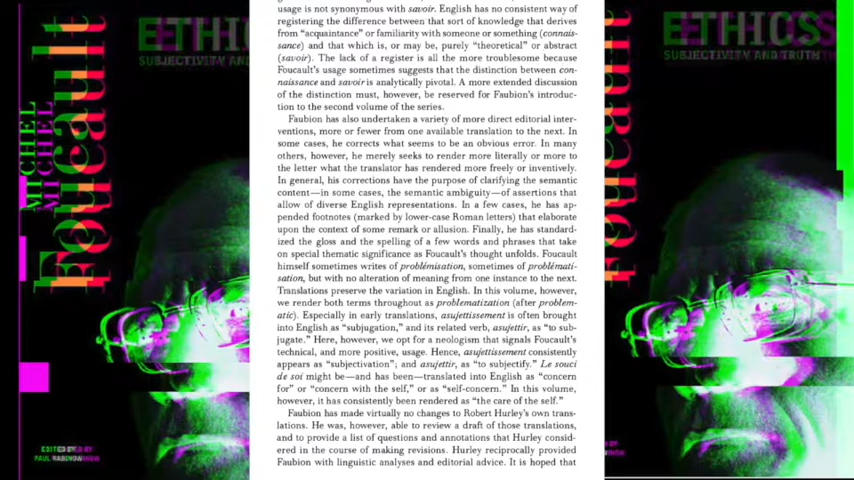 ETHICS
SUBJECTIVITY AND
MICHEL
Foucault
EDITED BY
PAUL RABINOW
usage is not synonymous with savoir. English has no consistent way of
registering the difference between that sort of knowledge that derives
from “acquaintance” or familiarity with someone or something (connais-
sance) and that which is, or may be, purely “theoretical” or abstract
(savoir). The lack of a register is all the more troublesome because
Foucault’s usage sometimes suggests that the distinction between con-
naissance and savoir is analytically pivotal. A more extended discussion
of the distinction must, however, be reserved for Faubion’s introduc-
tion to the second volume of the series.
Faubion has also undertaken a variety of more direct editorial inter-
ventions, more or fewer from one available translation to the next. In
some cases, he corrects what seems to be an obvious error. In many
others, however, he merely seeks to render more literally or more to
the letter what the translator has rendered more freely or inventively.
In general, his corrections have the purpose of clarifying the semantic
content—in some cases, the semantic ambiguity—of assertions that
allow of diverse English representations. In a few cases, he has ap-
pended footnotes (marked by lower-case Roman letters) that elaborate
upon the context of some remark or allusion. Finally, he has standard-
ized the gloss and the spelling of a few words and phrases that take
on special thematic significance as Foucault’s thought unfolds. Foucault
himself sometimes writes of problémisation, sometimes of problémati-
sation, but with no alteration of meaning from one instance to the next.
Translations preserve the variation in English. In this volume, however,
we render both terms throughout as problematization (after problem-
atic). Especially in early translations, asujettissement is often brought
into English as “subjugation,” and its related verb, asujettir, as “to sub-
jugate.” Here, however, we opt for a neologism that signals Foucault’s
technical, and more positive, usage. Hence, asujettissement consistently
appears as “subjectivation”; and asujettir, as “to subjectify.” Le souci
de soi might be—and has been—translated into English as “concern
for” or “concern with the self,” or as “self-concern.” In this volume,
however, it has consistently been rendered as “the care of the self.”
Faubion has made virtually no changes to Robert Hurley’s own trans-
lations. He was, however, able to review a draft of those translations,
and to provide a list of questions and annotations that Hurley consid-
ered in the course of making revisions. Hurley reciprocally provided
Faubion with linguistic analyses and editorial advice. It is hoped that
ETHICS
SUBJECTIVITY AND TRUTH
Foucault